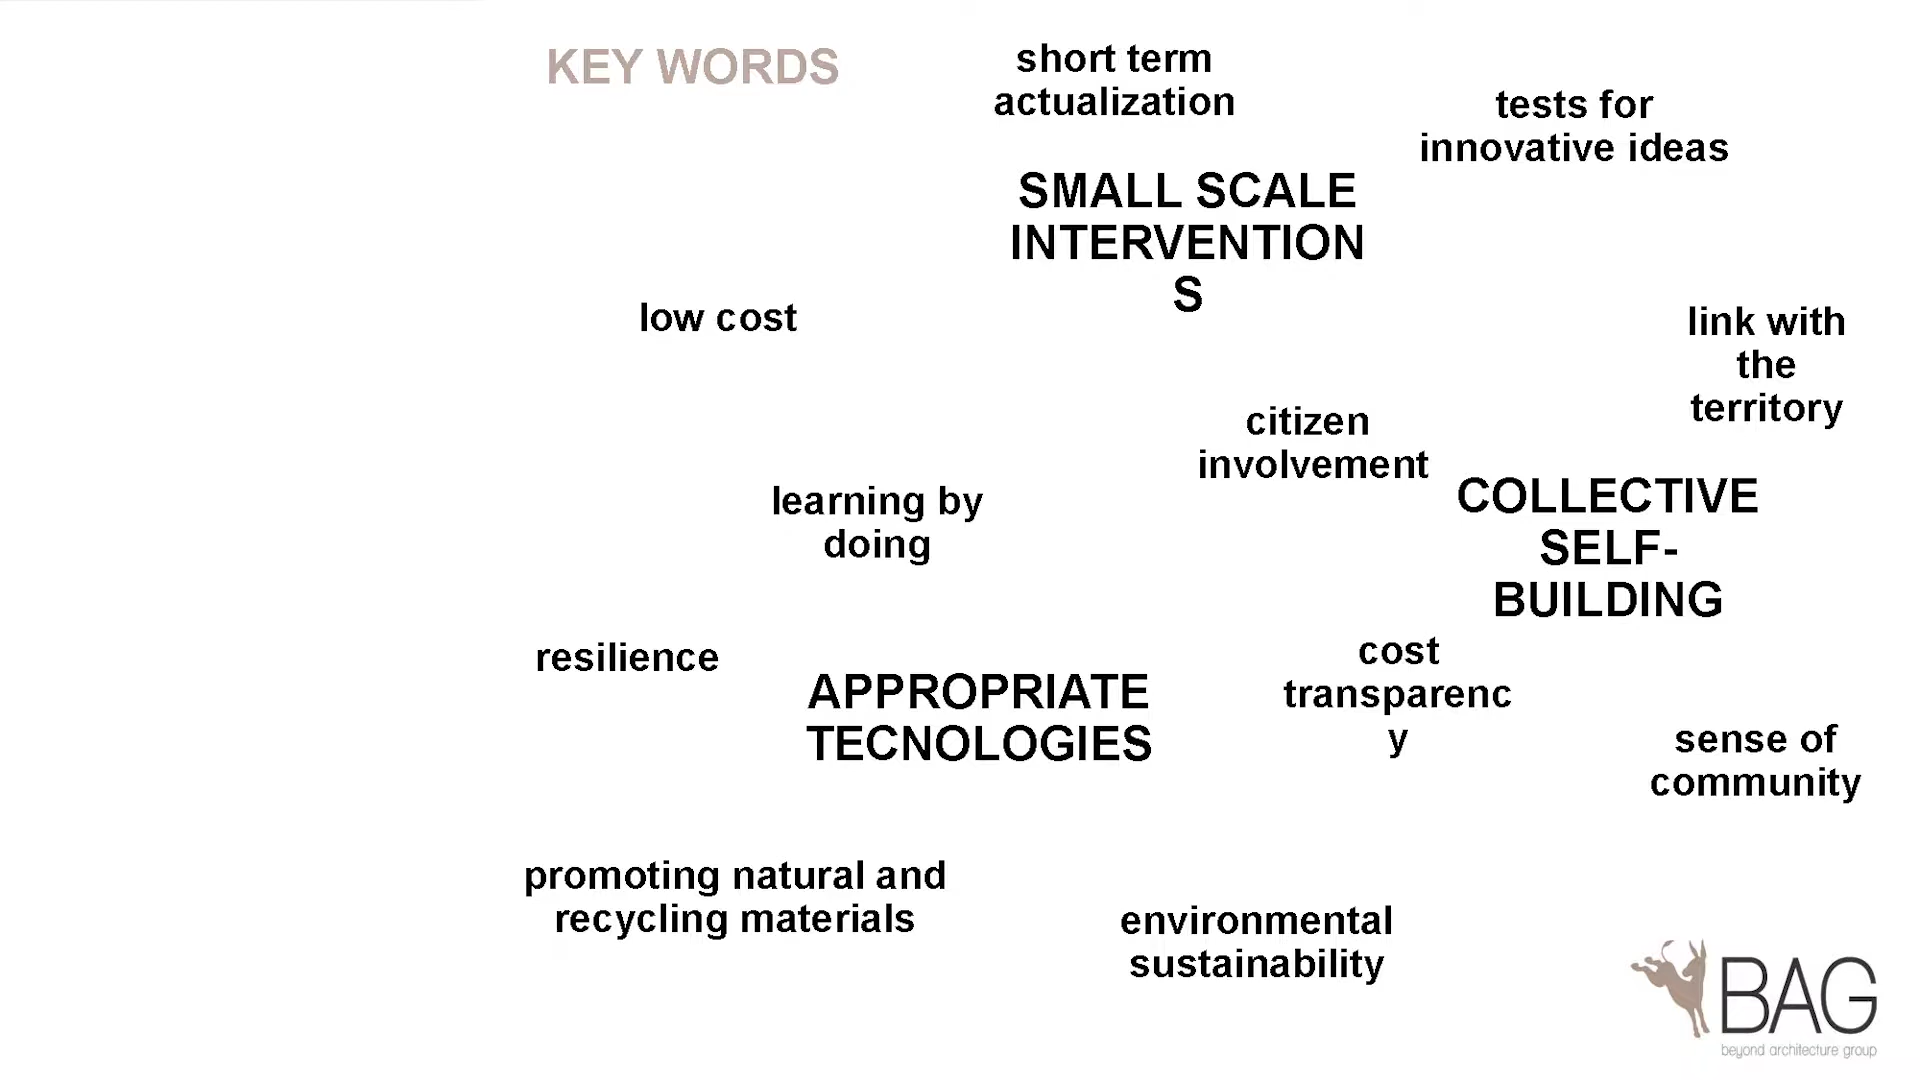 KEY WORDS
short term
actualization
tests for
innovative ideas
SMALL SCALE
INTERVENTION
S
low cost
link with
the
territory
citizen
involvement
learning by
doing
COLLECTIVE
SELF-
BUILDING
resilience
APPROPRIATE
TECNOLOGIES
cost
transparenc
y
sense of
community
promoting natural and
recycling materials
environmental
sustainability
BAG
beyond architecture group